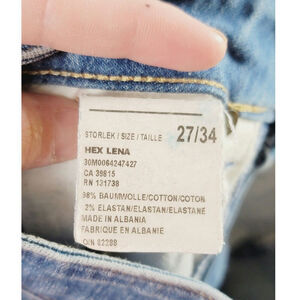 STORLEK / SIZE / TAILLE 27/34
HEX LENA
30M0064247427
CA 39815
RN 131738
98% BAUMWOLLE/COTTON/COTON
2% ELASTAN/ELASTAN/ELASTANE
MADE IN ALBANIA
FABRIQUE EN ALBANIE
O/N 02288